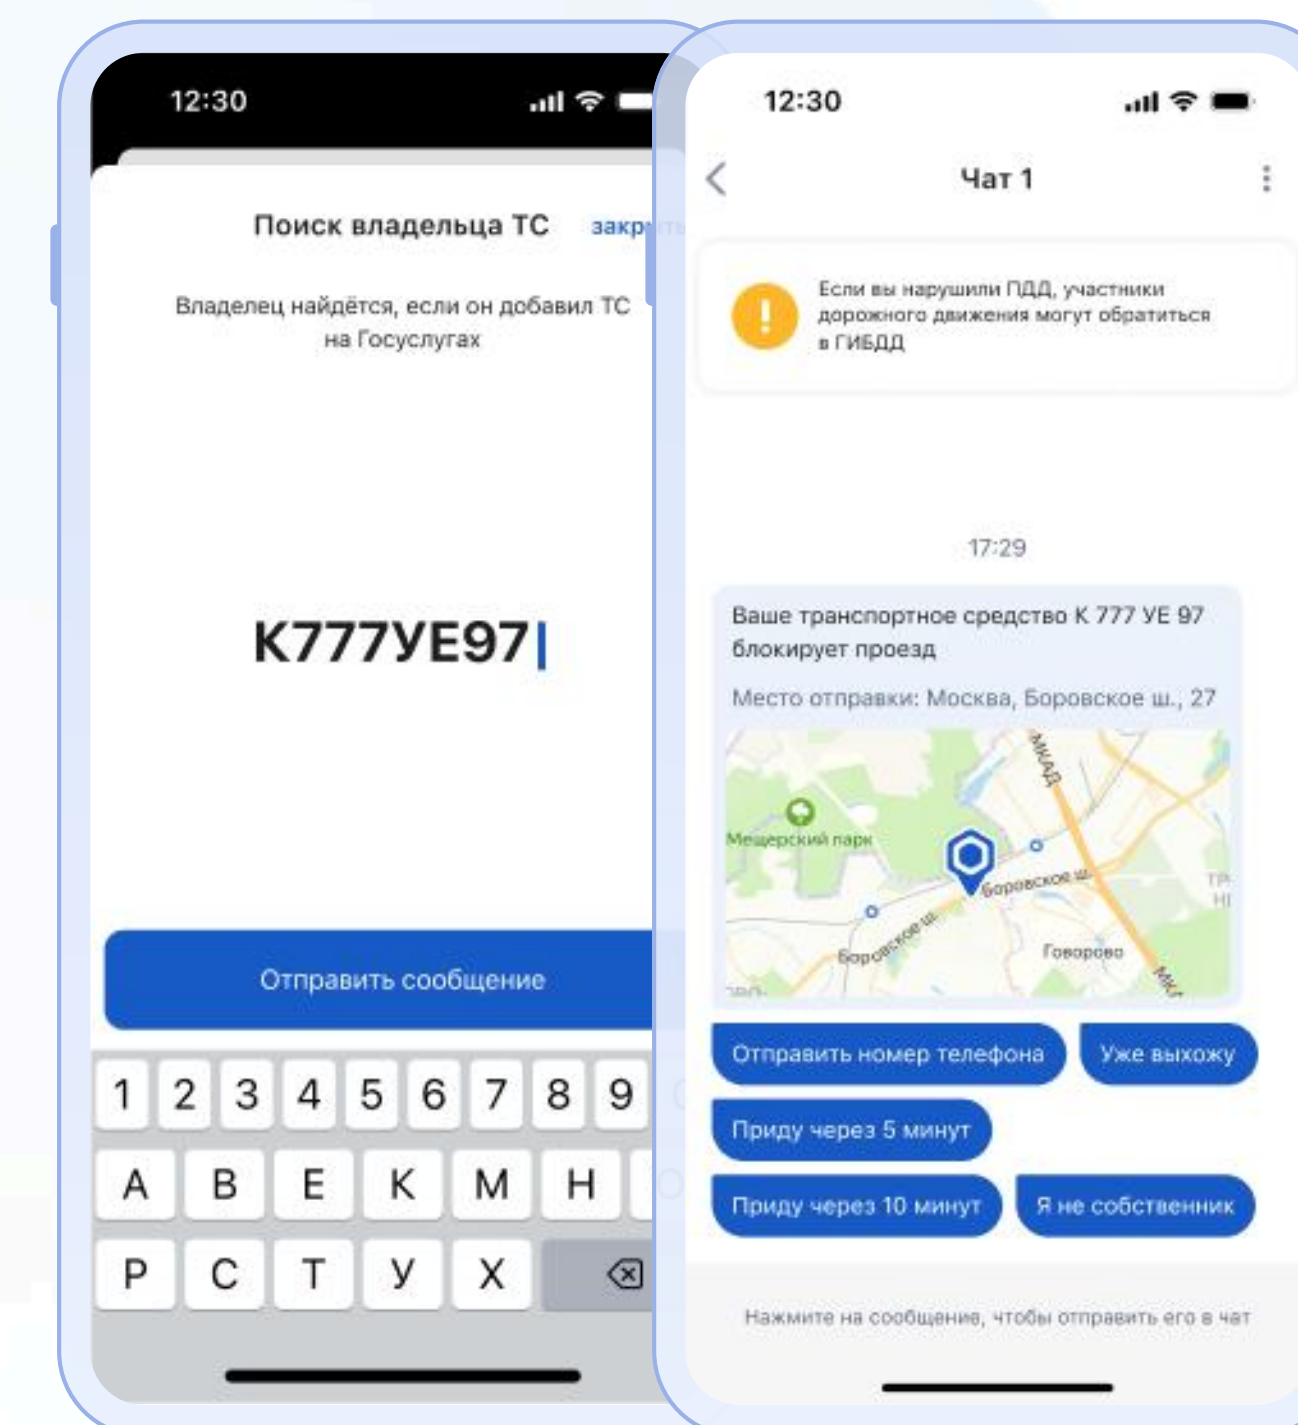 12:30
Поиск владельца ТС
закрыть
Владелец найдётся, если он добавил ТС
на Госуслугах
К777УЕ97
Отправить сообщение
1 2 3 4 5 6 7 8 9
А В Е К М Н О
Р С Т У Х
12:30
Чат 1
Если вы нарушили ПДД, участники
дорожного движения могут обратиться
в ГИБДД
17:29
Ваше транспортное средство К 777 УЕ 97
блокирует проезд
Место отправки: Москва, Боровское ш., 27
МКАД
Мещерский парк
Боровское ш.
Боровское ш.
Говорово
Отправить номер телефона
Уже выхожу
Приду через 5 минут
Приду через 10 минут
Я не собственник
Нажмите на сообщение, чтобы отправить его в чат